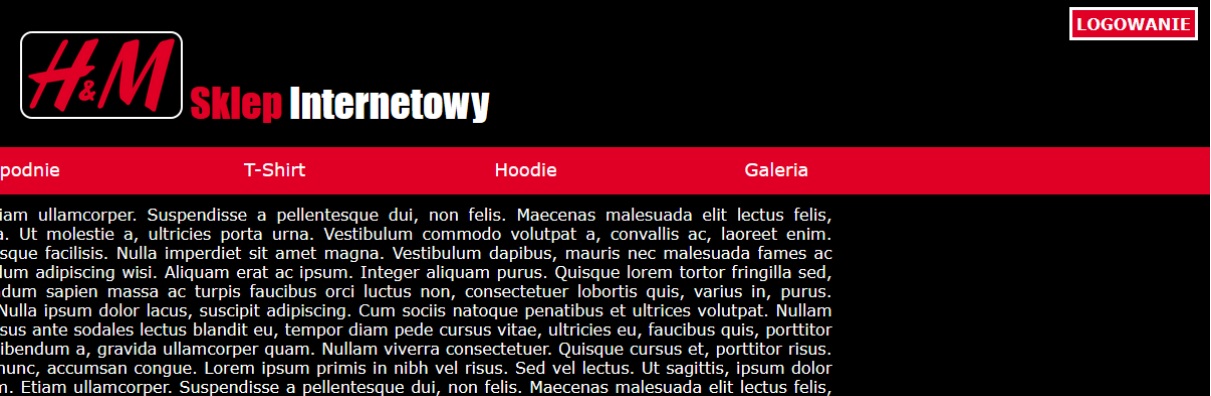 LOGOWANIE
H&M Sklep Internetowy
podnie T-Shirt Hoodie Galeria
iam ullamcorper. Suspendisse a pellentesque dui, non felis. Maecenas malesuada elit lectus felis,
a. Ut molestie a, ultricies porta urna. Vestibulum commodo volutpat a, convallis ac, laoreet enim.
sque facilisis. Nulla imperdiet sit amet magna. Vestibulum dapibus, mauris nec malesuada fames ac
lum adipiscing wisi. Aliquam erat ac ipsum. Integer aliquam purus. Quisque lorem tortor fringilla sed,
dum sapien massa ac turpis faucibus orci luctus non, consectetuer lobortis quis, varius in, purus.
Nulla ipsum dolor lacus, suscipit adipiscing. Cum sociis natoque penatibus et ultrices volutpat. Nullam
sus ante sodales lectus blandit eu, tempor diam pede cursus vitae, ultricies eu, faucibus quis, porttitor
ibendum a, gravida ullamcorper quam. Nullam viverra consectetuer. Quisque cursus et, porttitor risus.
nunc, accumsan congue. Lorem ipsum primis in nibh vel risus. Sed vel lectus. Ut sagittis, ipsum dolor
m. Etiam ullamcorper. Suspendisse a pellentesque dui, non felis. Maecenas malesuada elit lectus felis,